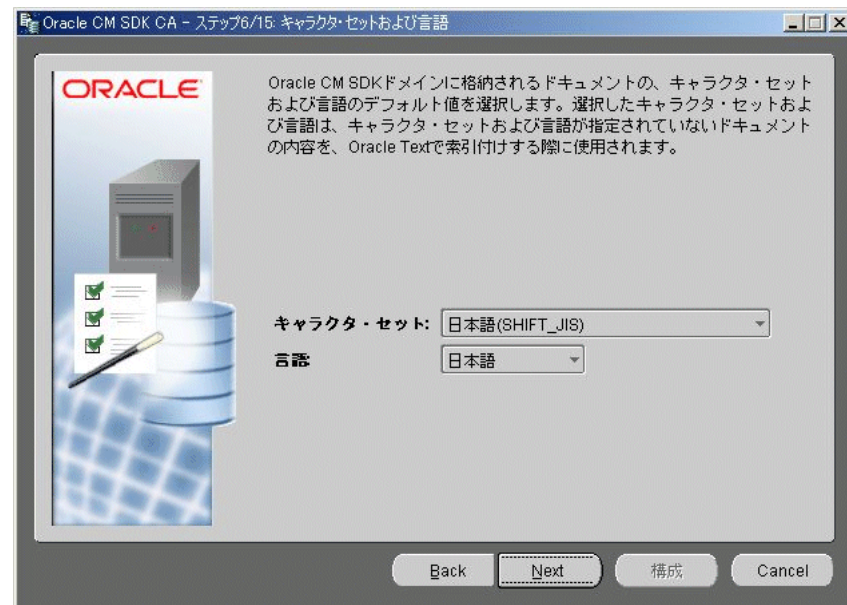 Oracle CM SDK CA - ステップ6/15: キャラクタ・セットおよび言語
ORACLE
Oracle CM SDKドメインに格納されるドキュメントの、キャラクタ・セット
および言語のデフォルト値を選択します。選択したキャラクタ・セットおよ
び言語は、キャラクタ・セットおよび言語が指定されていないドキュメント
の内容を、Oracle Textで索引付けする際に使用されます。
キャラクタ・セット: 日本語(SHIFT_JIS)
言語: 日本語
Back Next 構成 Cancel